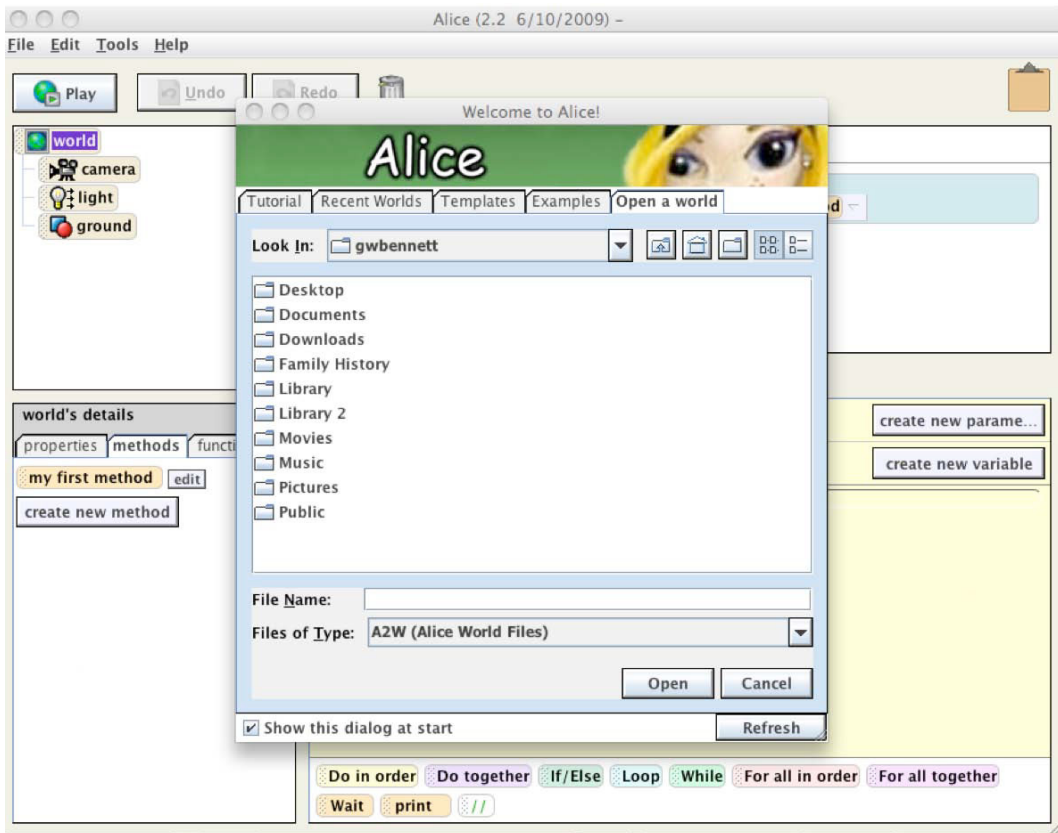 Alice (2.2 6/10/2009) –
File Edit Tools Help
Play Undo Redo
world
camera
light
ground
Welcome to Alice!
Alice
Tutorial Recent Worlds Templates Examples Open a world
Look In: gwbennett
Desktop
Documents
Downloads
Family History
Library
Library 2
Movies
Music
Pictures
Public
File Name:
Files of Type: A2W (Alice World Files)
Open Cancel
Show this dialog at start Refresh
world's details
properties methods functi
my first method edit
create new method
create new parame...
create new variable
Do in order Do together If/Else Loop While For all in order For all together
Wait print //